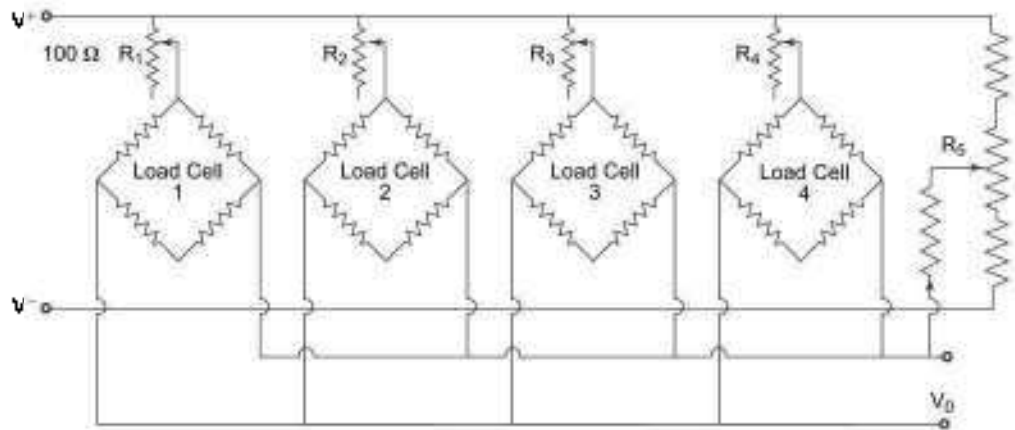 V+
100 Ω R1 R2 R3 R4
Load Cell 1
Load Cell 2
Load Cell 3
Load Cell 4
R5
V-
V0